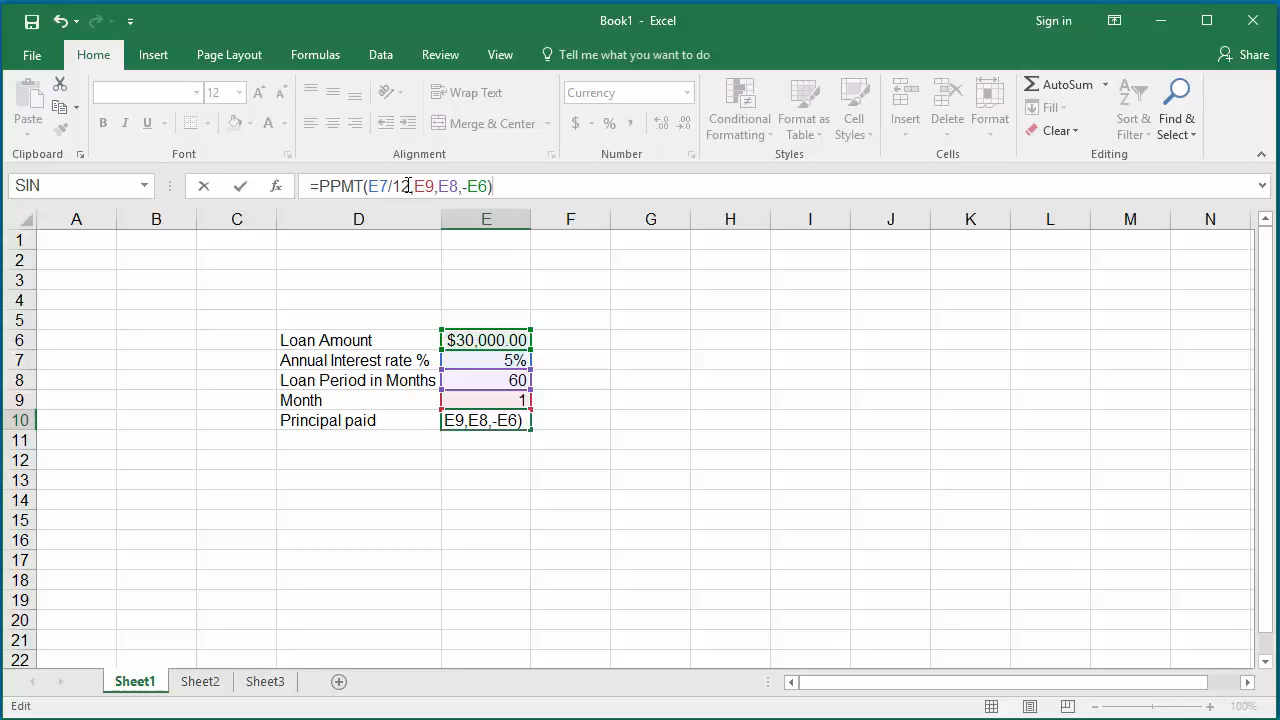 Book1 - Excel
Sign in
File Home Insert Page Layout Formulas Data Review View Tell me what you want to do Share
Paste
Clipboard
12
B I U A A A
Font
Wrap Text
Merge & Center
Alignment
Currency
$ % ,
Number
Conditional Formatting
Format as Table
Cell Styles
Styles
Insert Delete Format
Cells
AutoSum
Fill
Clear
Sort & Filter
Find & Select
Editing
SIN fx =PPMT(E7/12,E9,E8,-E6)
A B C D E F G H I J K L M N
1
2
3
4
5
6 Loan Amount $30,000.00
7 Annual Interest rate % 5%
8 Loan Period in Months 60
9 Month 1
10 Principal paid E9,E8,-E6)
11
12
13
14
15
16
17
18
19
20
21
22
Sheet1 Sheet2 Sheet3
Edit 100%